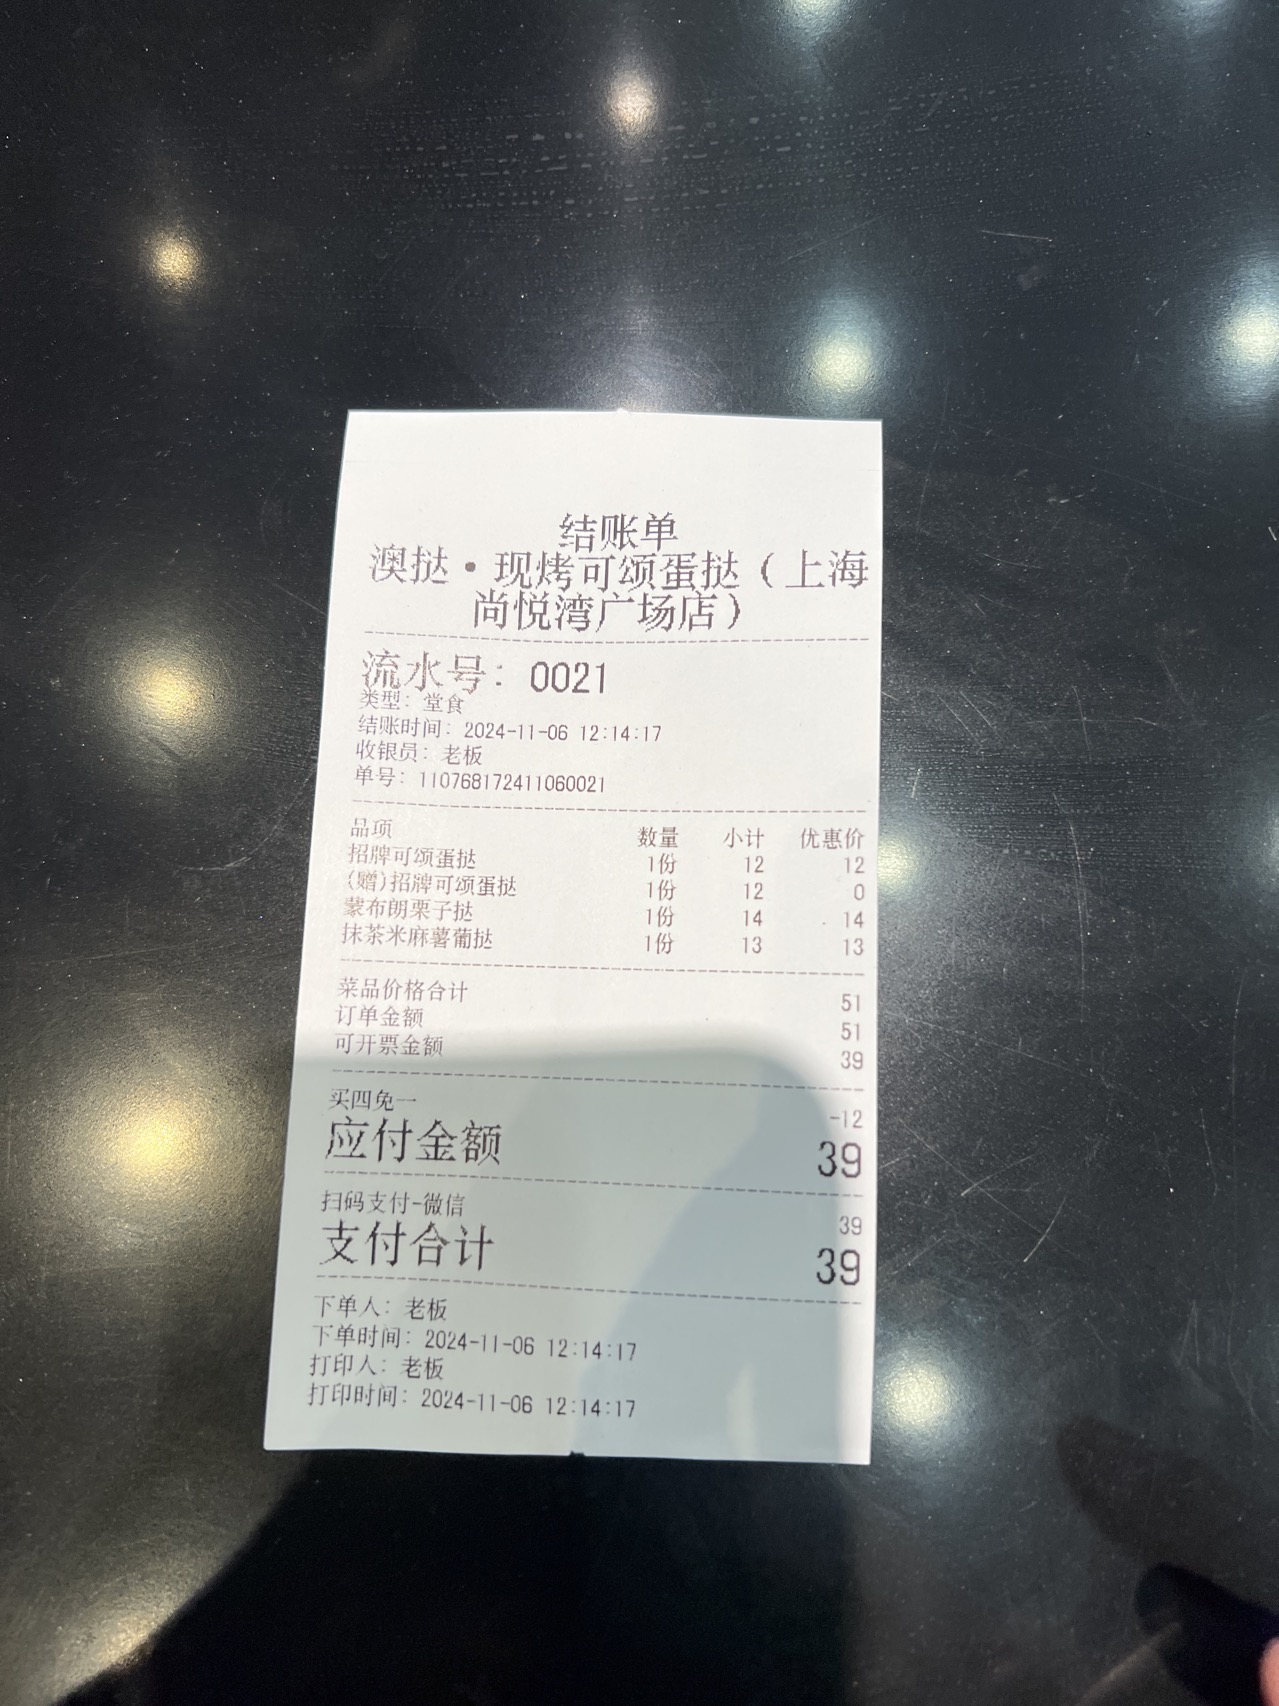 结账单
澳挞·现烤可颂蛋挞（上海
尚悦湾广场店）
流水号：0021
类型：堂食
结账时间：2024-11-06 12:14:17
收银员：老板
单号：110768172411060021
品项 数量 小计 优惠价
招牌可颂蛋挞 1份 12 12
(赠)招牌可颂蛋挞 1份 12 0
蒙布朗栗子挞 1份 14 14
抹茶米麻薯葡挞 1份 13 13
菜品价格合计 51
订单金额 51
可开票金额 39
买四免一 -12
应付金额 39
扫码支付-微信 39
支付合计 39
下单人：老板
下单时间：2024-11-06 12:14:17
打印人：老板
打印时间：2024-11-06 12:14:17